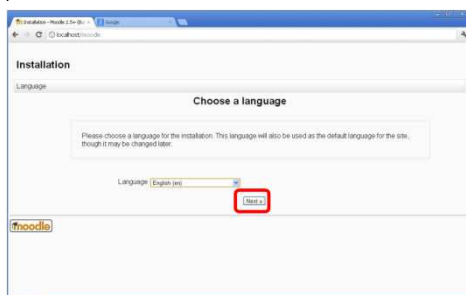 Installation - Moodle 2.5+ (Bu
Google
localhost/moodle
Installation
Language
Choose a language
Please choose a language for the installation. This language will also be used as the default language for the site,
though it may be changed later.
Language English (en)
Next »
moodle